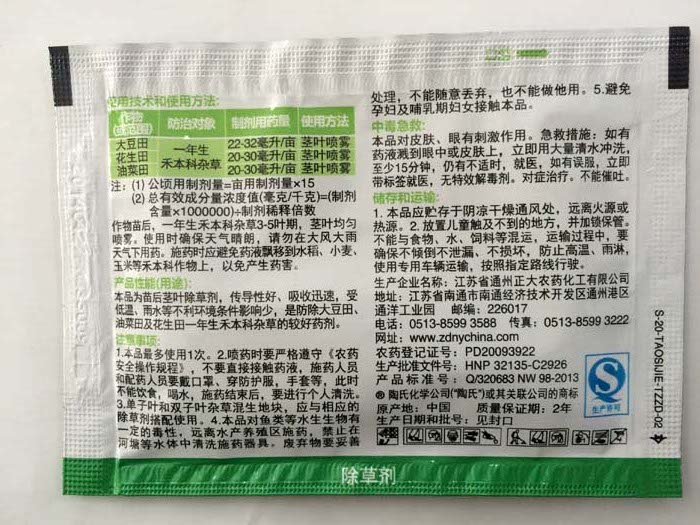 使用技术和使用方法:
作物 防治对象 制剂用药量 使用方法
大豆田 22-32毫升/亩 茎叶喷雾
花生田 一年生禾本科杂草 20-30毫升/亩 茎叶喷雾
油菜田 20-30毫升/亩 茎叶喷雾
注: (1) 公顷用制剂量=亩用制剂量×15
(2) 总有效成分量浓度值(毫克/千克)=(制剂
含量×1000000)÷制剂稀释倍数
作物苗后,一年生禾本科杂草3-5叶期,茎叶均匀
喷雾。使用时确保天气晴朗,请勿在大风大雨
天气下用药。施药时应避免药液飘移到水稻、小麦、
玉米等禾本科作物上,以免产生药害。
产品性能(用途):
本品为苗后茎叶除草剂,传导性好、吸收迅速,受
低温、雨水等不利环境条件影响少,是防除大豆田、
油菜田及花生田一年生禾本科杂草的较好药剂。
注意事项:
1.本品最多使用1次。2.喷药时要严格遵守《农药
安全操作规程》,不要直接接触药液,施药人员
和配药人员要戴口罩、穿防护服,手套等,此时
不能饮食,喝水,施药结束后,要进行个人清洗。
3.单子叶和双子叶杂草混生地块,应与相应的
除草剂搭配使用。4.本品对鱼类等水生生物有
一定的毒性,远离水产养殖区施药,禁止在
河塘等水体中清洗施药器具。废弃物要妥善
处理,不能随意丢弃,也不能做他用。5.避免
孕妇及哺乳期妇女接触本品。
中毒急救:
本品对皮肤、眼有刺激作用。急救措施:如有
药液溅到眼中或皮肤上,立即用大量清水冲洗,
至少15分钟,仍有不适时,就医,如有误服,立即
带标签就医,无特效解毒剂。对症治疗。不能催吐。
储存和运输:
1.本品应贮存于阴凉干燥通风处,远离火源或
热源。2.放置儿童触及不到的地方,并加锁保管。
不能与食物、水、饲料等混运,运输过程中,要
确保不倾倒不泄漏、不损坏,防止高温、雨淋,
使用专用车辆运输,按照指定路线行驶。
生产企业名称:江苏省通州正大农药化工有限公司
地址:江苏省南通市南通经济技术开发区通州港区
通洋工业园 邮编:226017
电话:0513-8599 3588 传真:0513-8599 3222
网址:www.zdnychina.com
农药登记证号:PD20093922
生产批准文件号:HNP 32135-C2926
产品标准号:Q/320683 NW 98-2013
® 陶氏化学公司("陶氏")或其关联公司的商标
原产地:中国 质量保证期:2年
生产日期和批号:见封口
生产许可
S-20-TAOSIJIE-TZZD-02
除草剂